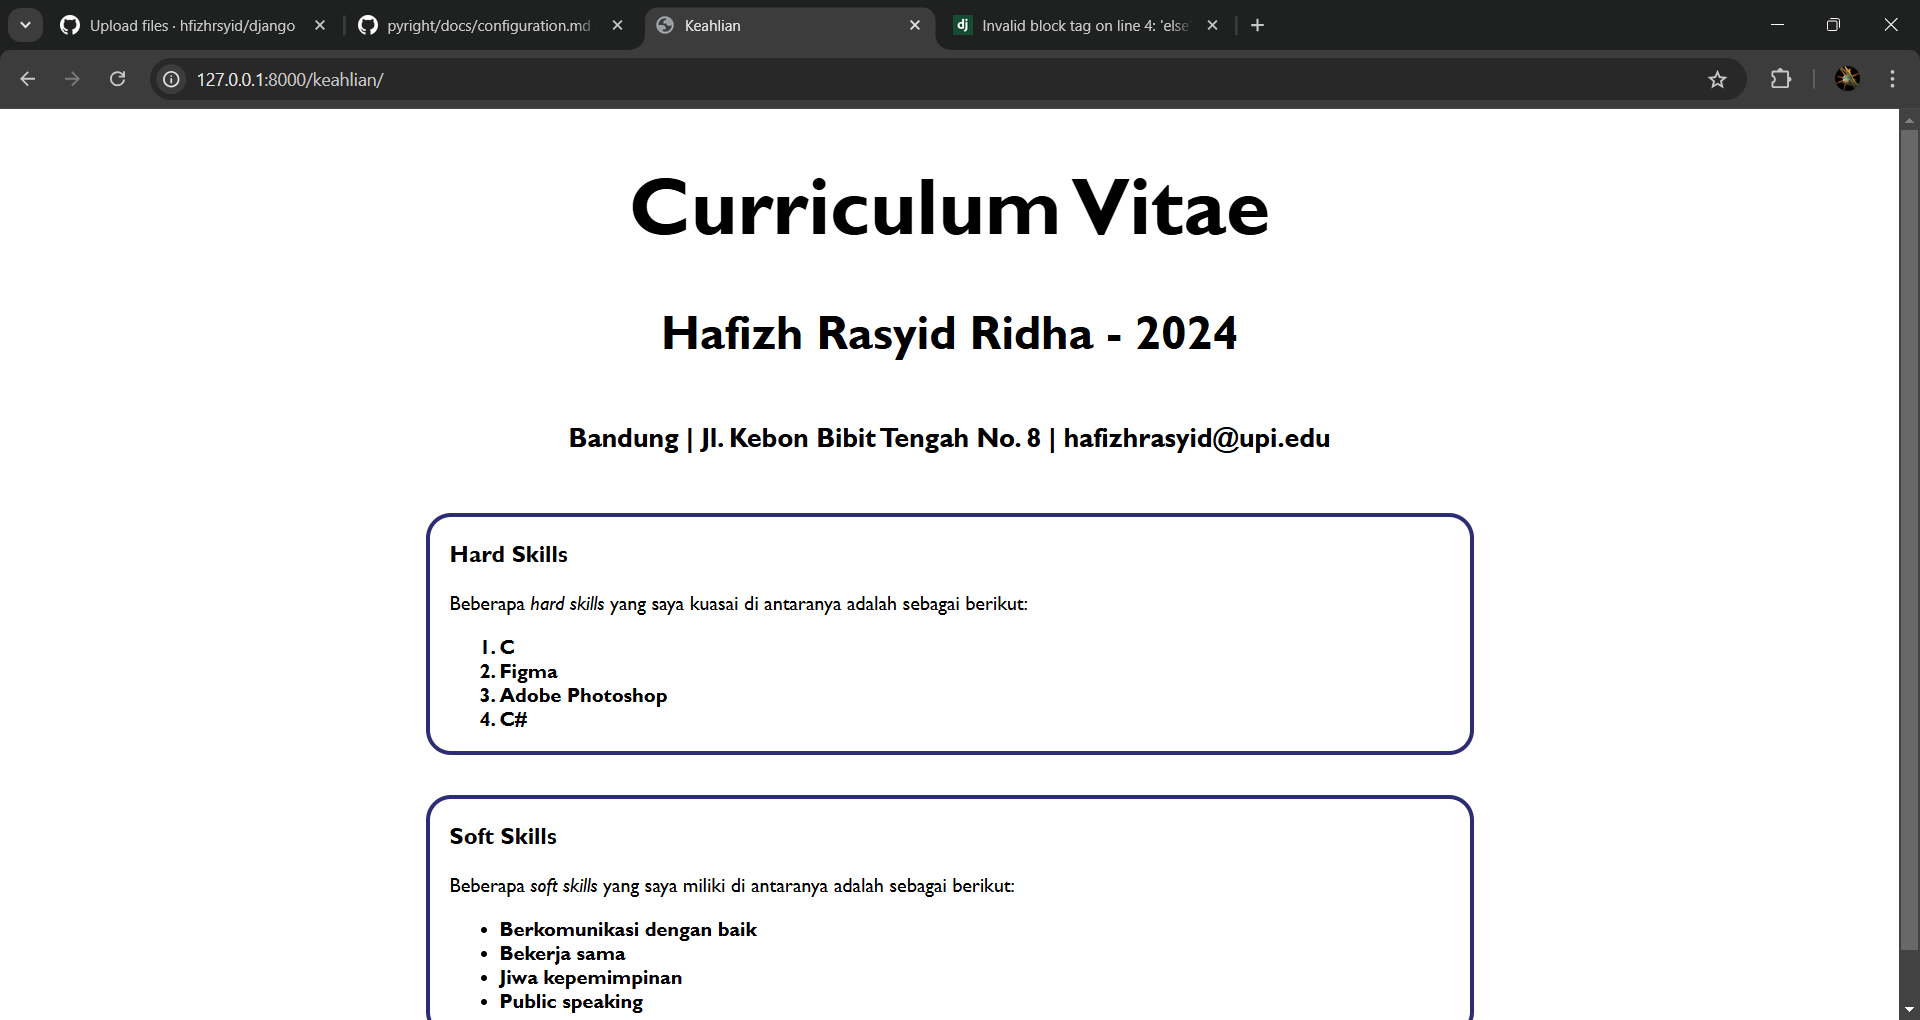 Upload files · hfizhrsyid/django
pyright/docs/configuration.md
Keahlian
Invalid block tag on line 4: 'else
127.0.0.1:8000/keahlian/
Curriculum Vitae
Hafizh Rasyid Ridha - 2024
Bandung | Jl. Kebon Bibit Tengah No. 8 | hafizhrasyid@upi.edu
Hard Skills
Beberapa hard skills yang saya kuasai di antaranya adalah sebagai berikut:
1. C
2. Figma
3. Adobe Photoshop
4. C#
Soft Skills
Beberapa soft skills yang saya miliki di antaranya adalah sebagai berikut:
• Berkomunikasi dengan baik
• Bekerja sama
• Jiwa kepemimpinan
• Public speaking